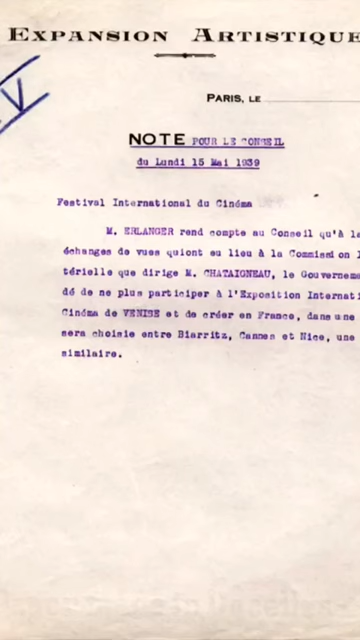 EXPANSION ARTISTIQUE
V
PARIS, LE
NOTE POUR LE CONSEIL
du Lundi 15 Mai 1939
Festival International du Cinéma
M. ERLANGER rend compte au Conseil qu'à
échanges de vues quiont eu lieu à la Commission
térielle que dirige M. CHATAIGNEAU, le Gouverneme
dé de ne plus participer à l'Exposition Internati
Cinéma de VENISE et de créer en France, dans une
sera choisie entre Biarritz, Cannes et Nice, une
similaire.